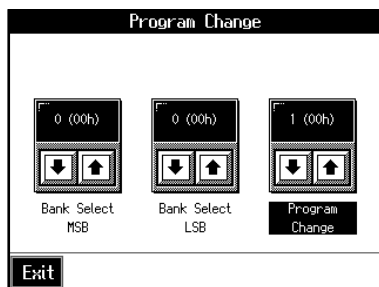 Program Change
0 (00h) 0 (00h) 1 (00h)
Bank Select Bank Select Program
MSB LSB Change
Exit